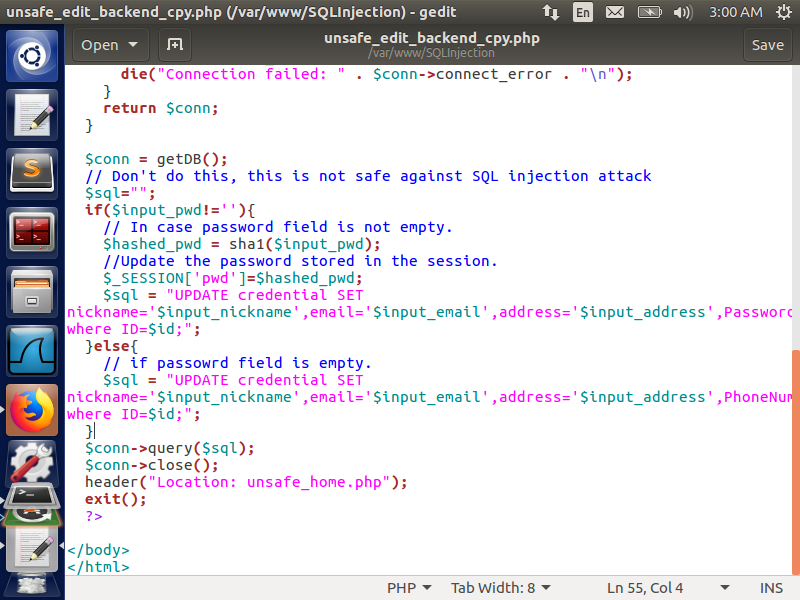 unsafe_edit_backend_cpy.php (/var/www/SQLInjection) - gedit En 3:00 AM
Open unsafe_edit_backend_cpy.php Save
/var/www/SQLInjection
die("Connection failed: " . $conn->connect_error . "\n");
}
return $conn;
}
$conn = getDB();
// Don't do this, this is not safe against SQL injection attack
$sql="";
if($input_pwd!=''){
// In case password field is not empty.
$hashed_pwd = sha1($input_pwd);
//Update the password stored in the session.
$_SESSION['pwd']=$hashed_pwd;
$sql = "UPDATE credential SET
nickname='$input_nickname',email='$input_email',address='$input_address',Password
where ID=$id;";
}else{
// if passowrd field is empty.
$sql = "UPDATE credential SET
nickname='$input_nickname',email='$input_email',address='$input_address',PhoneNum
where ID=$id;";
}
$conn->query($sql);
$conn->close();
header("Location: unsafe_home.php");
exit();
?>
</body>
</html>
PHP Tab Width: 8 Ln 55, Col 4 INS